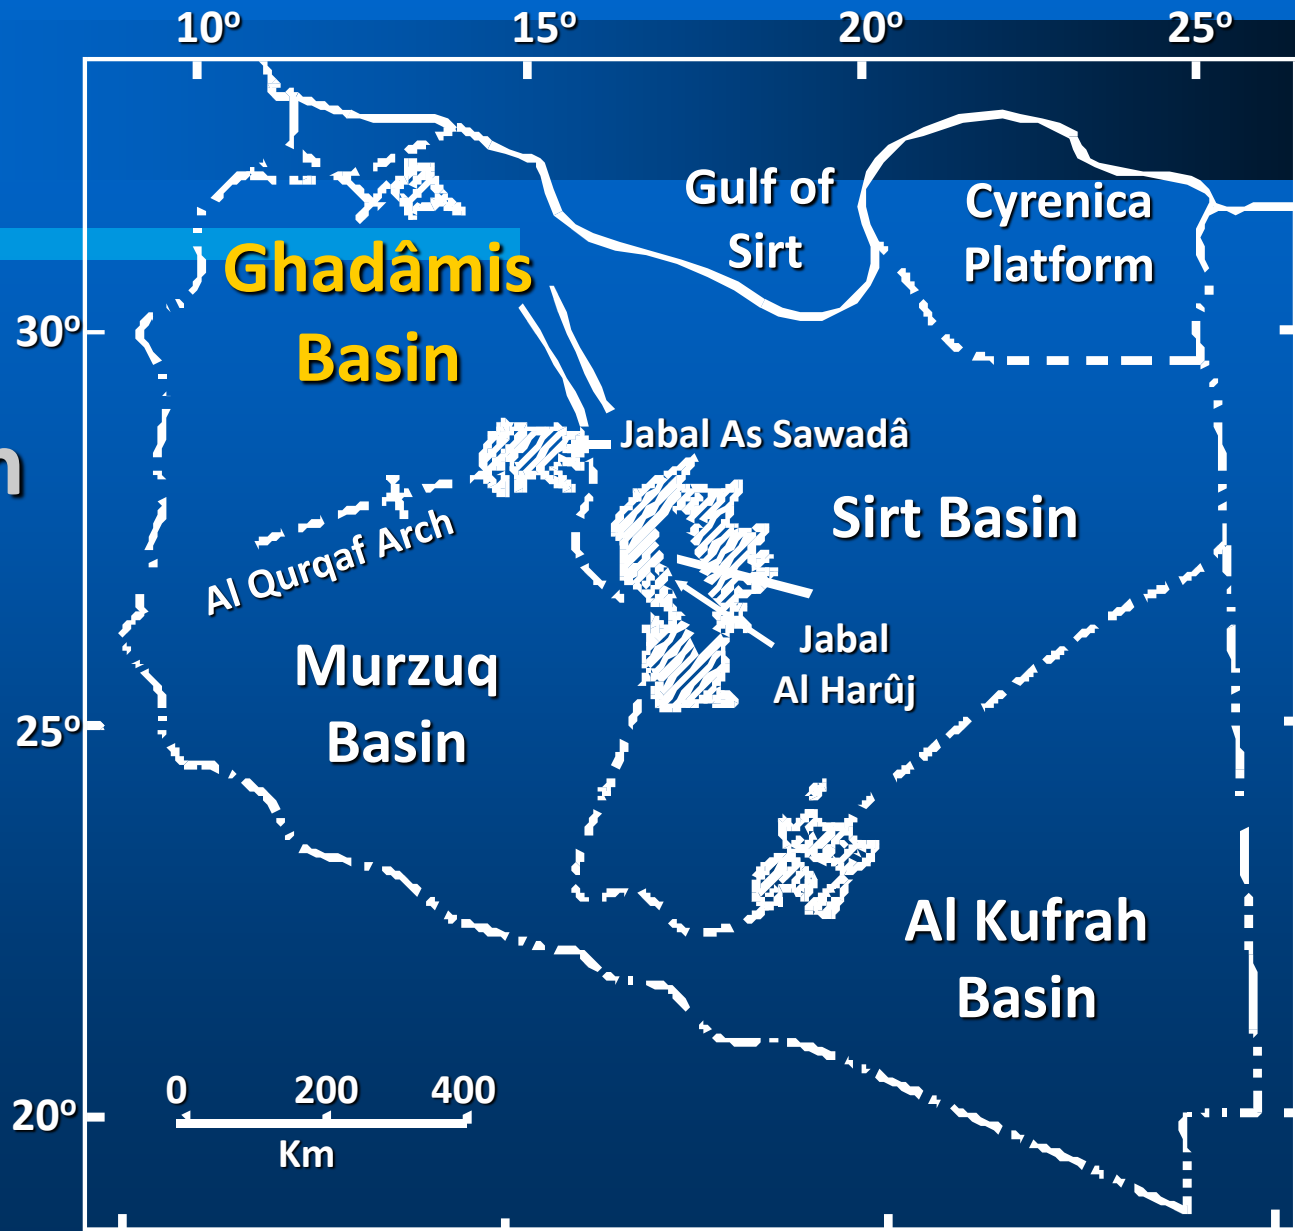 10º 15º 20º 25º
Gulf of
Sirt
Cyrenica
Platform
Ghadâmis
Basin
30º
Jabal As Sawadâ
n
Sirt Basin
Al Qurqaf Arch
Jabal
Al Harûj
Murzuq
Basin
25º
Al Kufrah
Basin
0 200 400
Km
20º